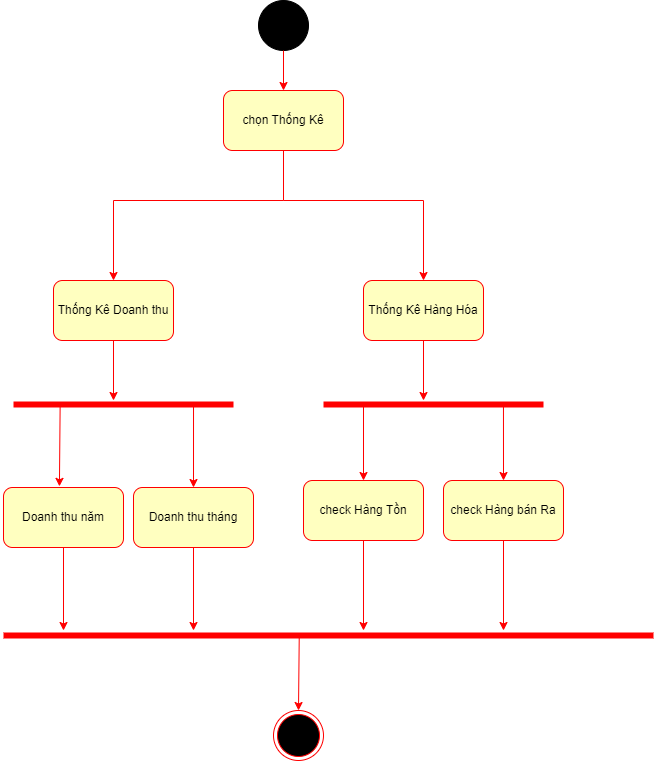 chọn Thống Kê
Thống Kê Doanh thu
Thống Kê Hàng Hóa
Doanh thu năm
Doanh thu tháng
check Hàng Tồn
check Hàng bán Ra